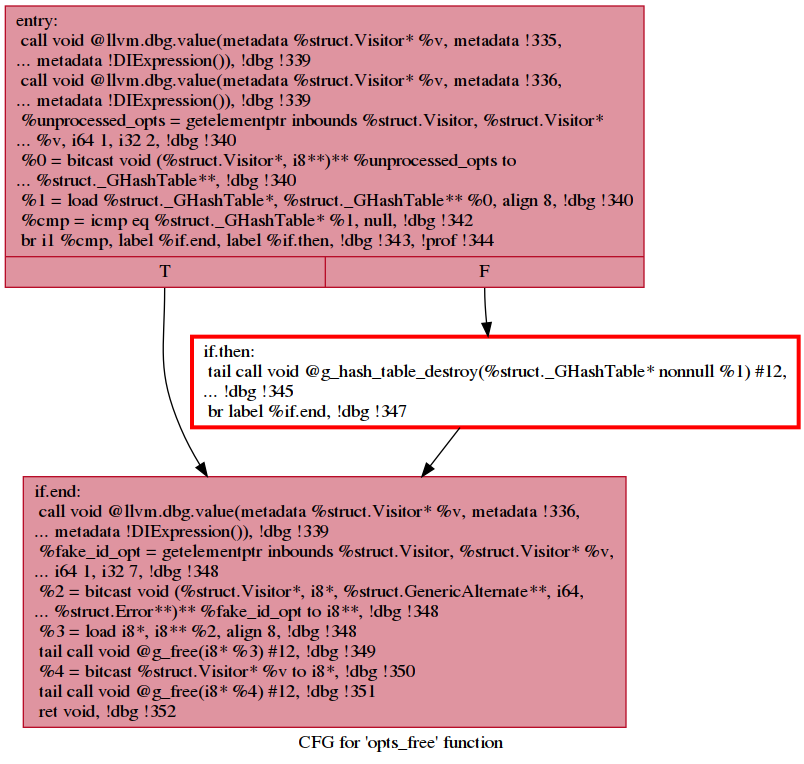 entry:
call void @llvm.dbg.value(metadata %struct.Visitor* %v, metadata !335,
... metadata !DIExpression()), !dbg !339
call void @llvm.dbg.value(metadata %struct.Visitor* %v, metadata !336,
... metadata !DIExpression()), !dbg !339
%unprocessed_opts = getelementptr inbounds %struct.Visitor, %struct.Visitor*
... %v, i64 1, i32 2, !dbg !340
%0 = bitcast void (%struct.Visitor*, i8**)** %unprocessed_opts to
... %struct._GHashTable**, !dbg !340
%1 = load %struct._GHashTable*, %struct._GHashTable** %0, align 8, !dbg !340
%cmp = icmp eq %struct._GHashTable* %1, null, !dbg !342
br i1 %cmp, label %if.end, label %if.then, !dbg !343, !prof !344
T F
if.then:
tail call void @g_hash_table_destroy(%struct._GHashTable* nonnull %1) #12,
... !dbg !345
br label %if.end, !dbg !347
if.end:
call void @llvm.dbg.value(metadata %struct.Visitor* %v, metadata !336,
... metadata !DIExpression()), !dbg !339
%fake_id_opt = getelementptr inbounds %struct.Visitor, %struct.Visitor* %v,
... i64 1, i32 7, !dbg !348
%2 = bitcast void (%struct.Visitor*, i8*, %struct.GenericAlternate**, i64,
... %struct.Error**)** %fake_id_opt to i8**, !dbg !348
%3 = load i8*, i8** %2, align 8, !dbg !348
tail call void @g_free(i8* %3) #12, !dbg !349
%4 = bitcast %struct.Visitor* %v to i8*, !dbg !350
tail call void @g_free(i8* %4) #12, !dbg !351
ret void, !dbg !352
CFG for 'opts_free' function